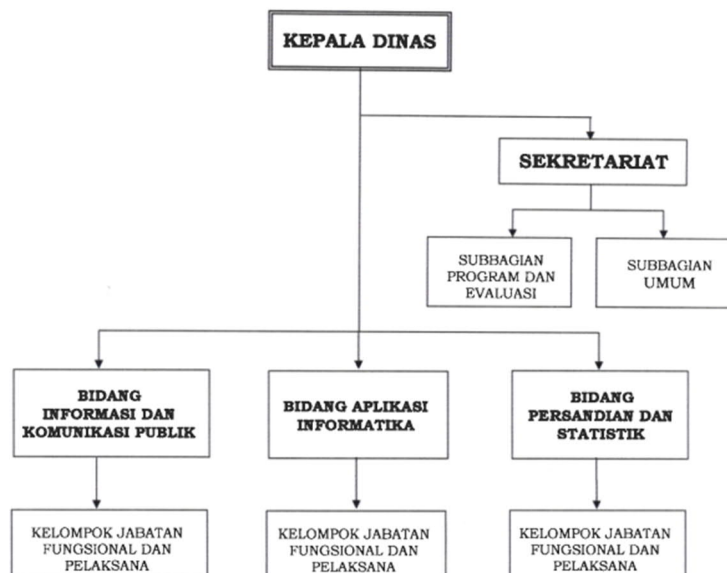 KEPALA DINAS
SEKRETARIAT
SUBBAGIAN
PROGRAM DAN
EVALUASI
SUBBAGIAN
UMUM
BIDANG
INFORMASI DAN
KOMUNIKASI PUBLIK
BIDANG APLIKASI
INFORMATIKA
BIDANG
PERSANDIAN DAN
STATISTIK
KELOMPOK JABATAN
FUNGSIONAL DAN
PELAKSANA
KELOMPOK JABATAN
FUNGSIONAL DAN
PELAKSANA
KELOMPOK JABATAN
FUNGSIONAL DAN
PELAKSANA